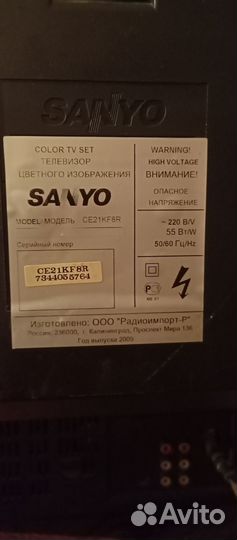 SANYO
COLOR TV SET
ТЕЛЕВИЗОР
ЦВЕТНОГО ИЗОБРАЖЕНИЯ
SANYO
MODEL-МОДЕЛЬ CE21KF8R
Серийный номер
CE21KF8R
7344055764
WARNING!
HIGH VOLTAGE
ВНИМАНИЕ!
ОПАСНОЕ
НАПРЯЖЕНИЕ
~ 220 В/V
55 Вт/W
50/60 Гц/Hz
Изготовлено: ООО "Радиоимпорт-Р"
Россия, 236000, г. Калининград, Проспект Мира 136
Год выпуска 2005
Avito